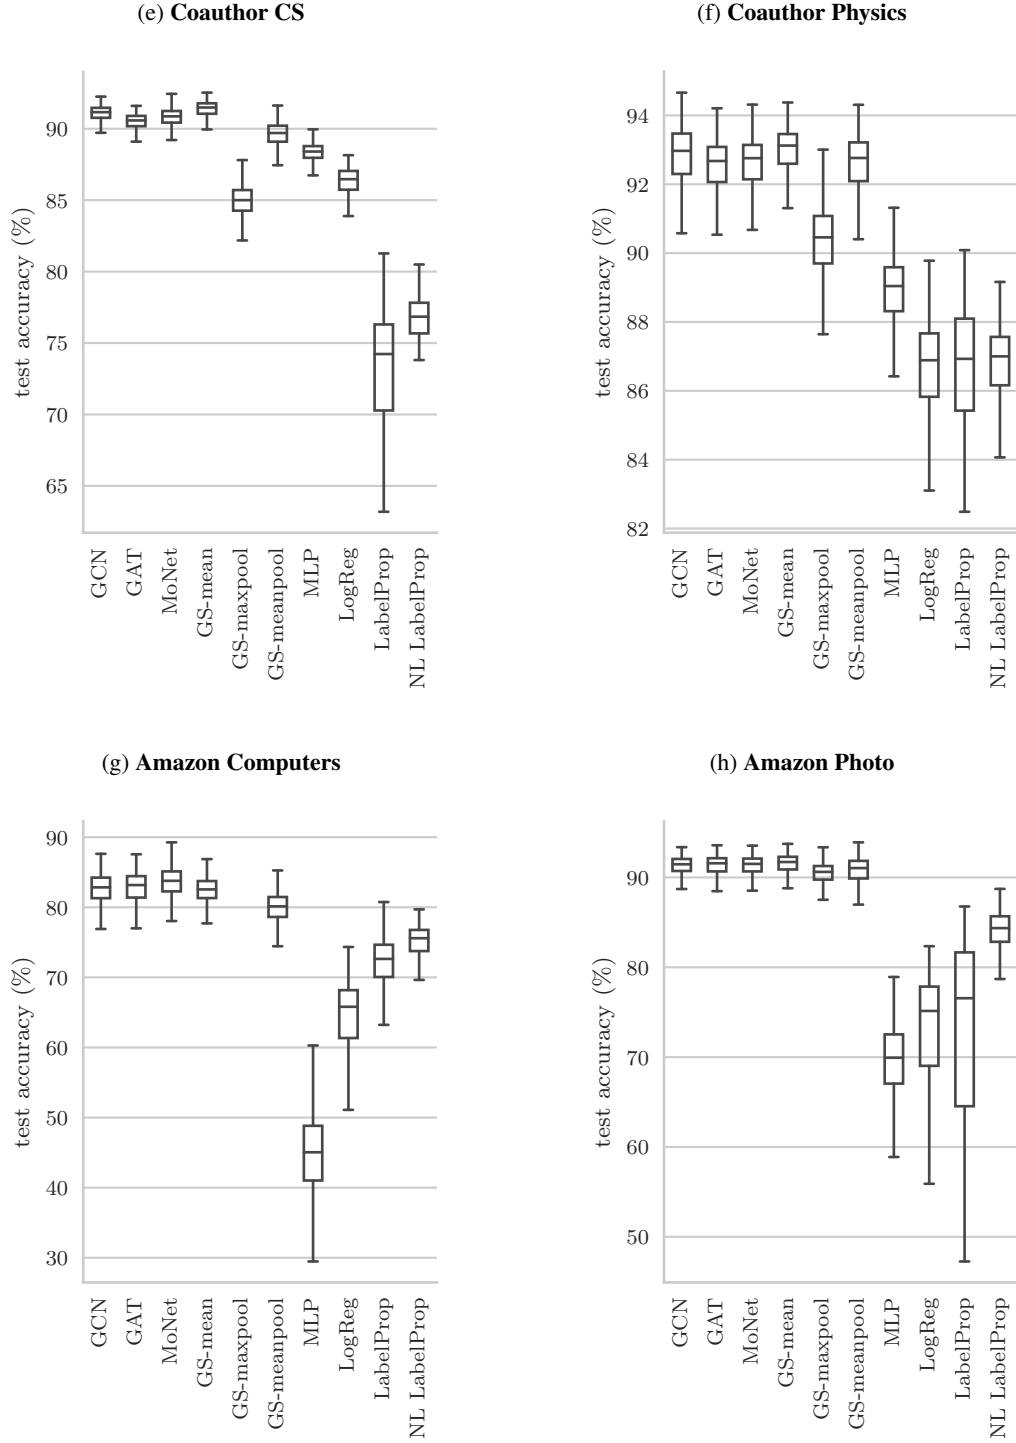 (e) Coauthor CS
test accuracy (%)
90
85
80
75
70
65
GCN
GAT
MoNet
GS-mean
GS-maxpool
GS-meanpool
MLP
LogReg
LabelProp
NL LabelProp
(f) Coauthor Physics
test accuracy (%)
94
92
90
88
86
84
82
GCN
GAT
MoNet
GS-mean
GS-maxpool
GS-meanpool
MLP
LogReg
LabelProp
NL LabelProp
(g) Amazon Computers
test accuracy (%)
90
80
70
60
50
40
30
GCN
GAT
MoNet
GS-mean
GS-maxpool
GS-meanpool
MLP
LogReg
LabelProp
NL LabelProp
(h) Amazon Photo
test accuracy (%)
90
80
70
60
50
GCN
GAT
MoNet
GS-mean
GS-maxpool
GS-meanpool
MLP
LogReg
LabelProp
NL LabelProp